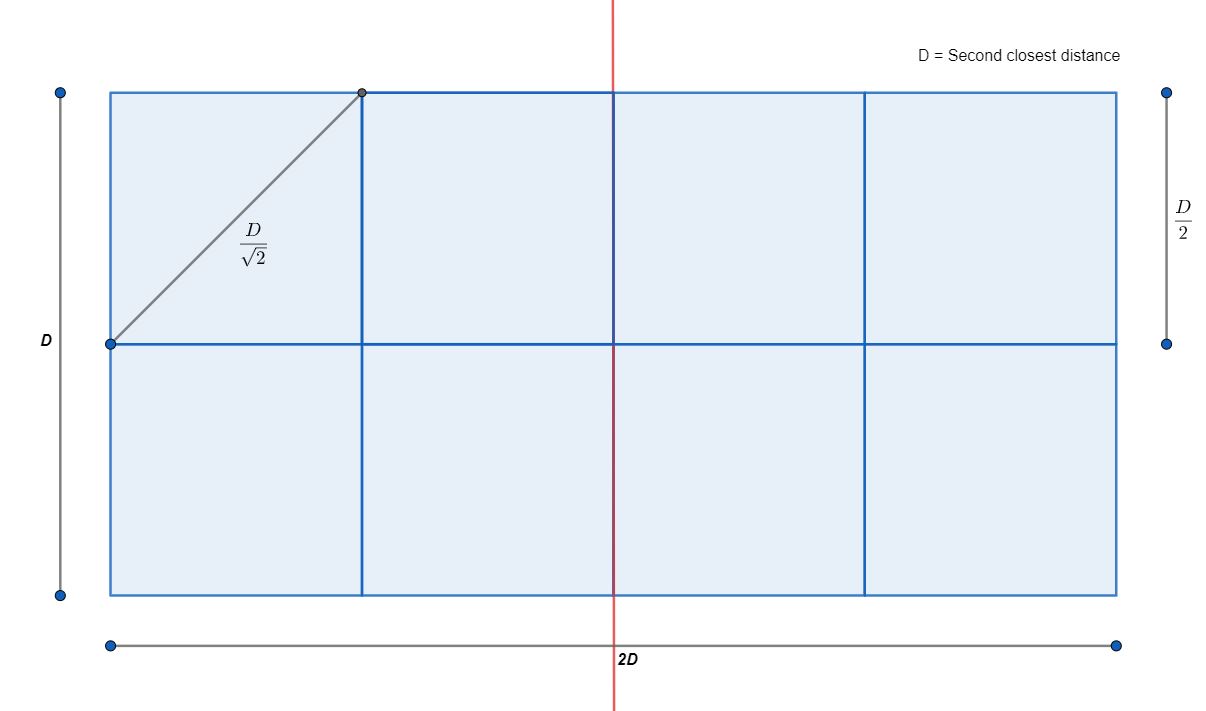 D = Second closest distance
D
2
D
√2
D
2D